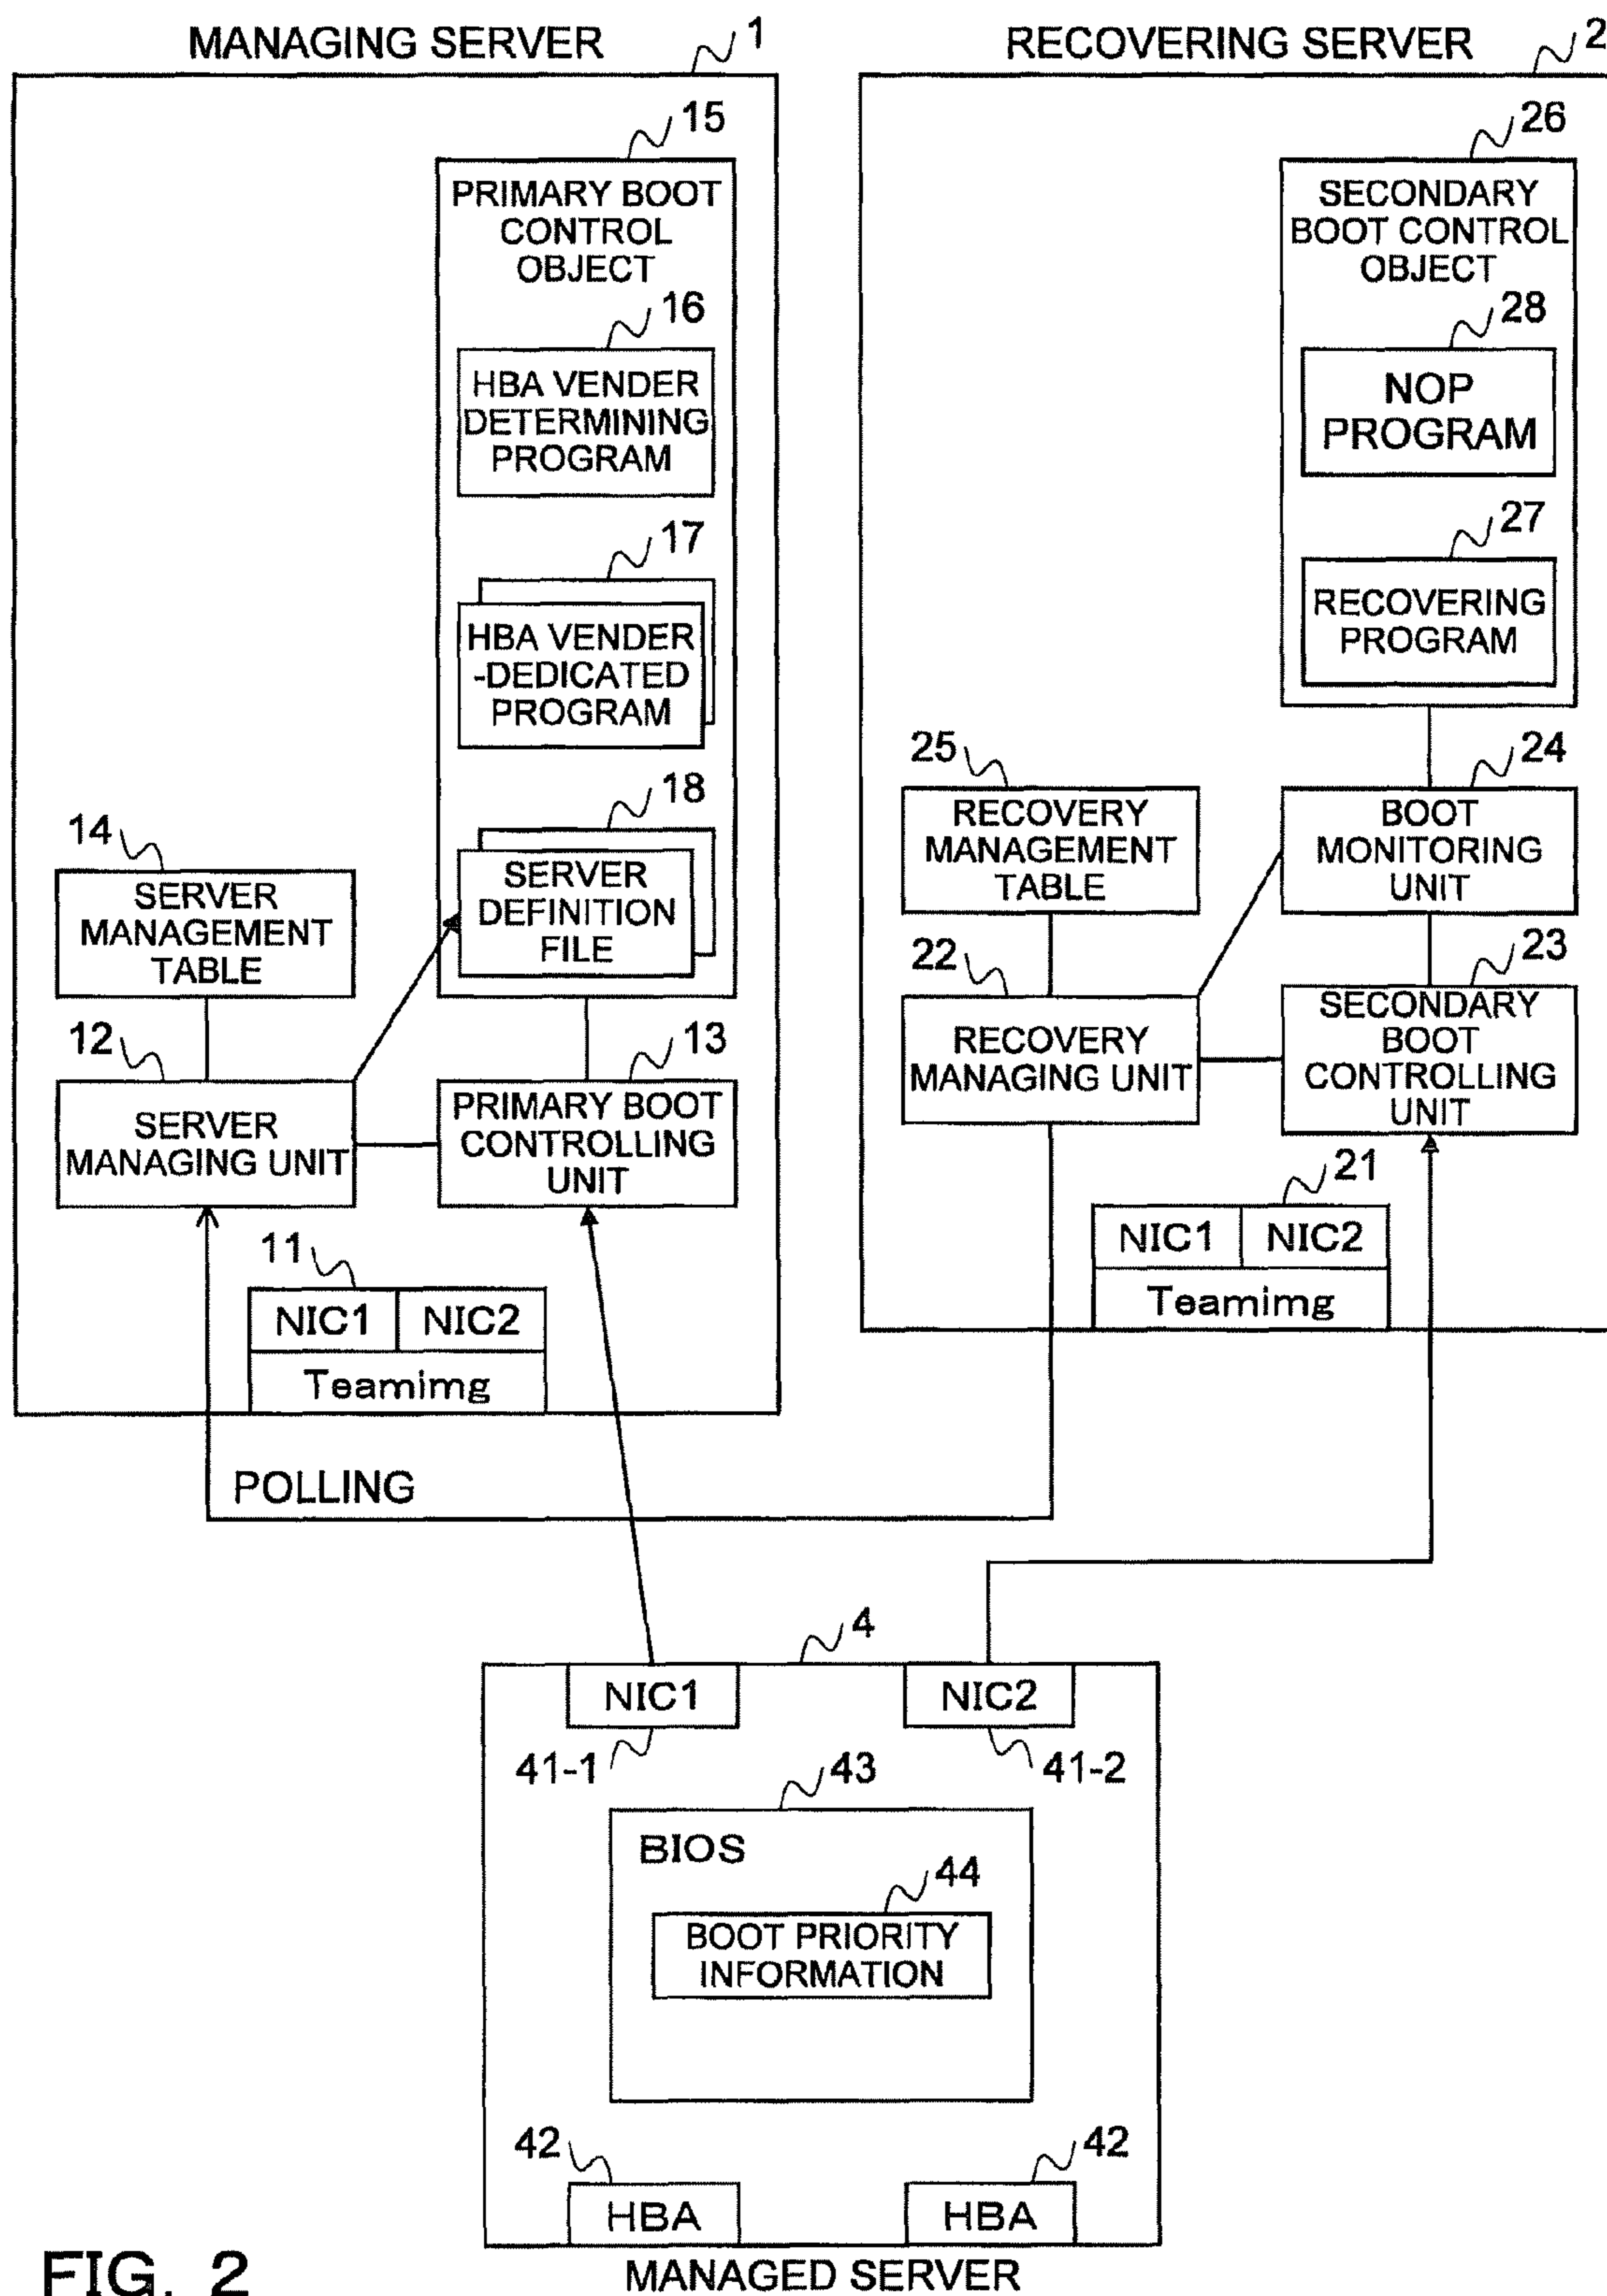 MANAGING SERVER
1
15
PRIMARY BOOT
CONTROL
OBJECT
16
HBA VENDER
DETERMINING
PROGRAM
17
HBA VENDER
-DEDICATED
PROGRAM
18
SERVER
DEFINITION
FILE
14
SERVER
MANAGEMENT
TABLE
12
SERVER
MANAGING UNIT
13
PRIMARY BOOT
CONTROLLING
UNIT
11
NIC1
NIC2
Teamimg
POLLING
RECOVERING SERVER
2
26
SECONDARY
BOOT CONTROL
OBJECT
28
NOP
PROGRAM
27
RECOVERING
PROGRAM
25
RECOVERY
MANAGEMENT
TABLE
24
BOOT
MONITORING
UNIT
22
RECOVERY
MANAGING UNIT
23
SECONDARY
BOOT
CONTROLLING
UNIT
21
NIC1
NIC2
Teamimg
4
NIC1
NIC2
41-1
41-2
43
BIOS
44
BOOT PRIORITY
INFORMATION
42
42
HBA
HBA
MANAGED SERVER
FIG. 2